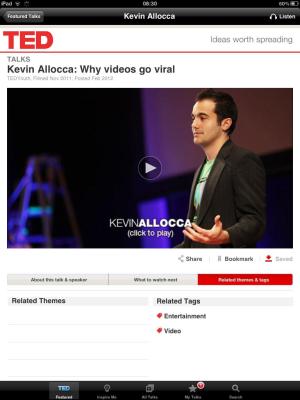 iPad 08:30 60%
Featured Talks Kevin Allocca Listen
TED Ideas worth spreading
TALKS
Kevin Allocca: Why videos go viral
TEDYouth, Filmed Nov 2011; Posted Feb 2012
KEVINALLOCCA
(click to play)
Share Bookmark Saved
About this talk & speaker What to watch next Related themes & tags
Related Themes Related Tags
Entertainment
Video
TED
Featured Inspire Me All Talks My Talks Search